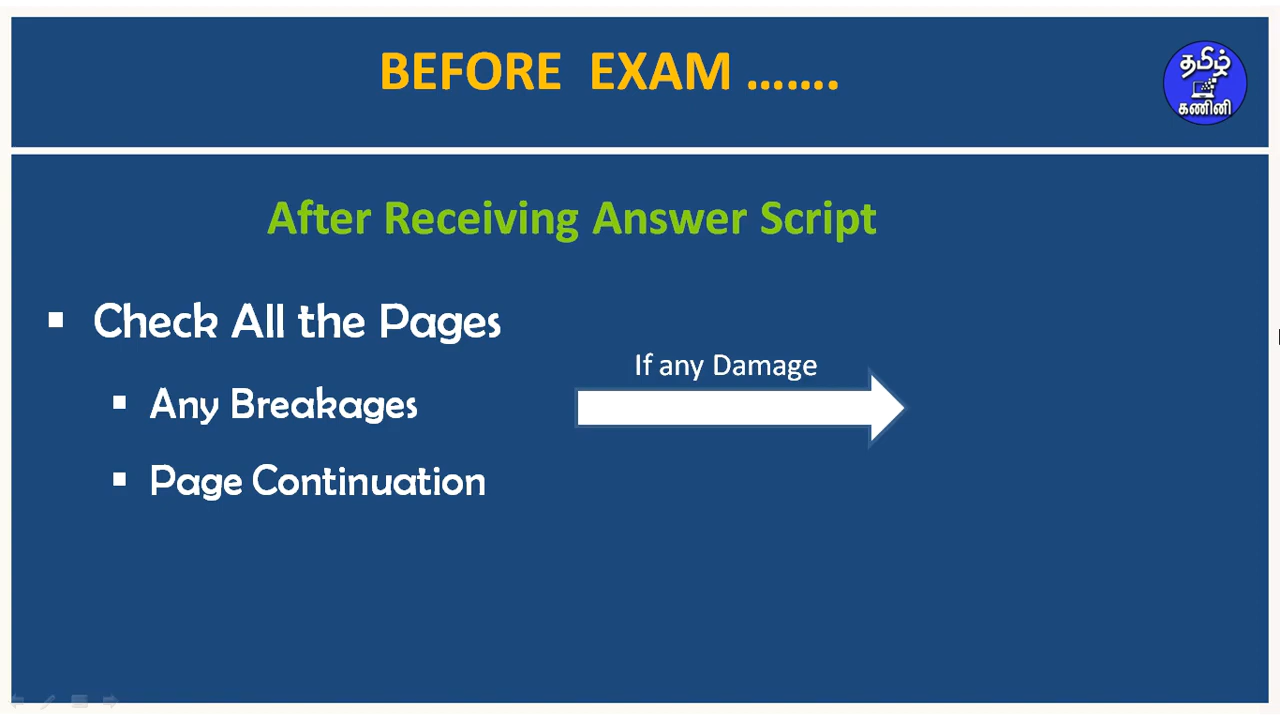 BEFORE EXAM .......
தமிழ்
கணினி
After Receiving Answer Script
Check All the Pages
If any Damage
Any Breakages
Page Continuation